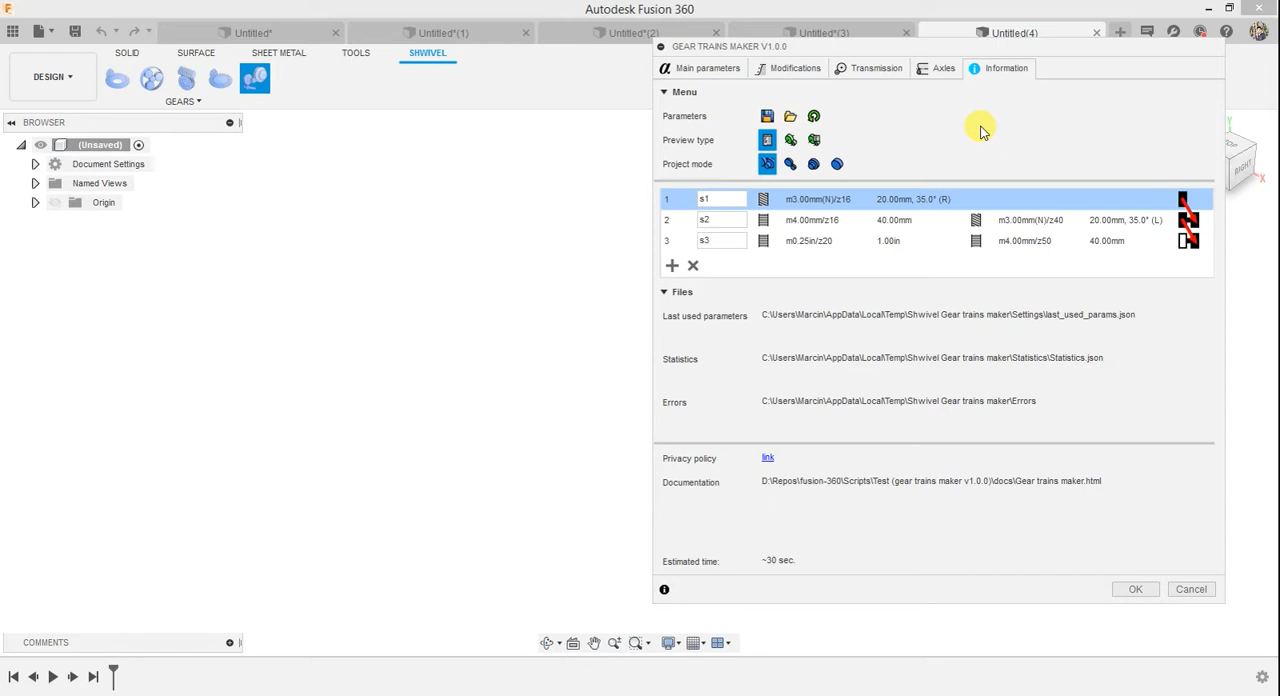 Autodesk Fusion 360
Untitled*
Untitled*(1)
Untitled*(2)
Untitled*(3)
Untitled(4)
SOLID
SURFACE
SHEET METAL
TOOLS
SHWIVEL
DESIGN
GEARS
BROWSER
(Unsaved)
Document Settings
Named Views
Origin
GEAR TRAINS MAKER V1.0.0
Main parameters
Modifications
Transmission
Axles
Information
Menu
Parameters
Preview type
Project mode
1 s1 m3.00mm(N)/z16 20.00mm, 35.0° (R)
2 s2 m4.00mm/z16 40.00mm m3.00mm(N)/z40 20.00mm, 35.0° (L)
3 s3 m0.25in/z20 1.00in m4.00mm/z50 40.00mm
Files
Last used parameters C:\Users\Marcin\AppData\Local\Temp\Shwivel Gear trains maker\Settings\last_used_params.json
Statistics C:\Users\Marcin\AppData\Local\Temp\Shwivel Gear trains maker\Statistics\Statistics.json
Errors C:\Users\Marcin\AppData\Local\Temp\Shwivel Gear trains maker\Errors
Privacy policy link
Documentation D:\Repos\fusion-360\Scripts\Test (gear trains maker v1.0.0)\docs\Gear trains maker.html
Estimated time: ~30 sec.
OK
Cancel
Y
RIGHT
X
COMMENTS